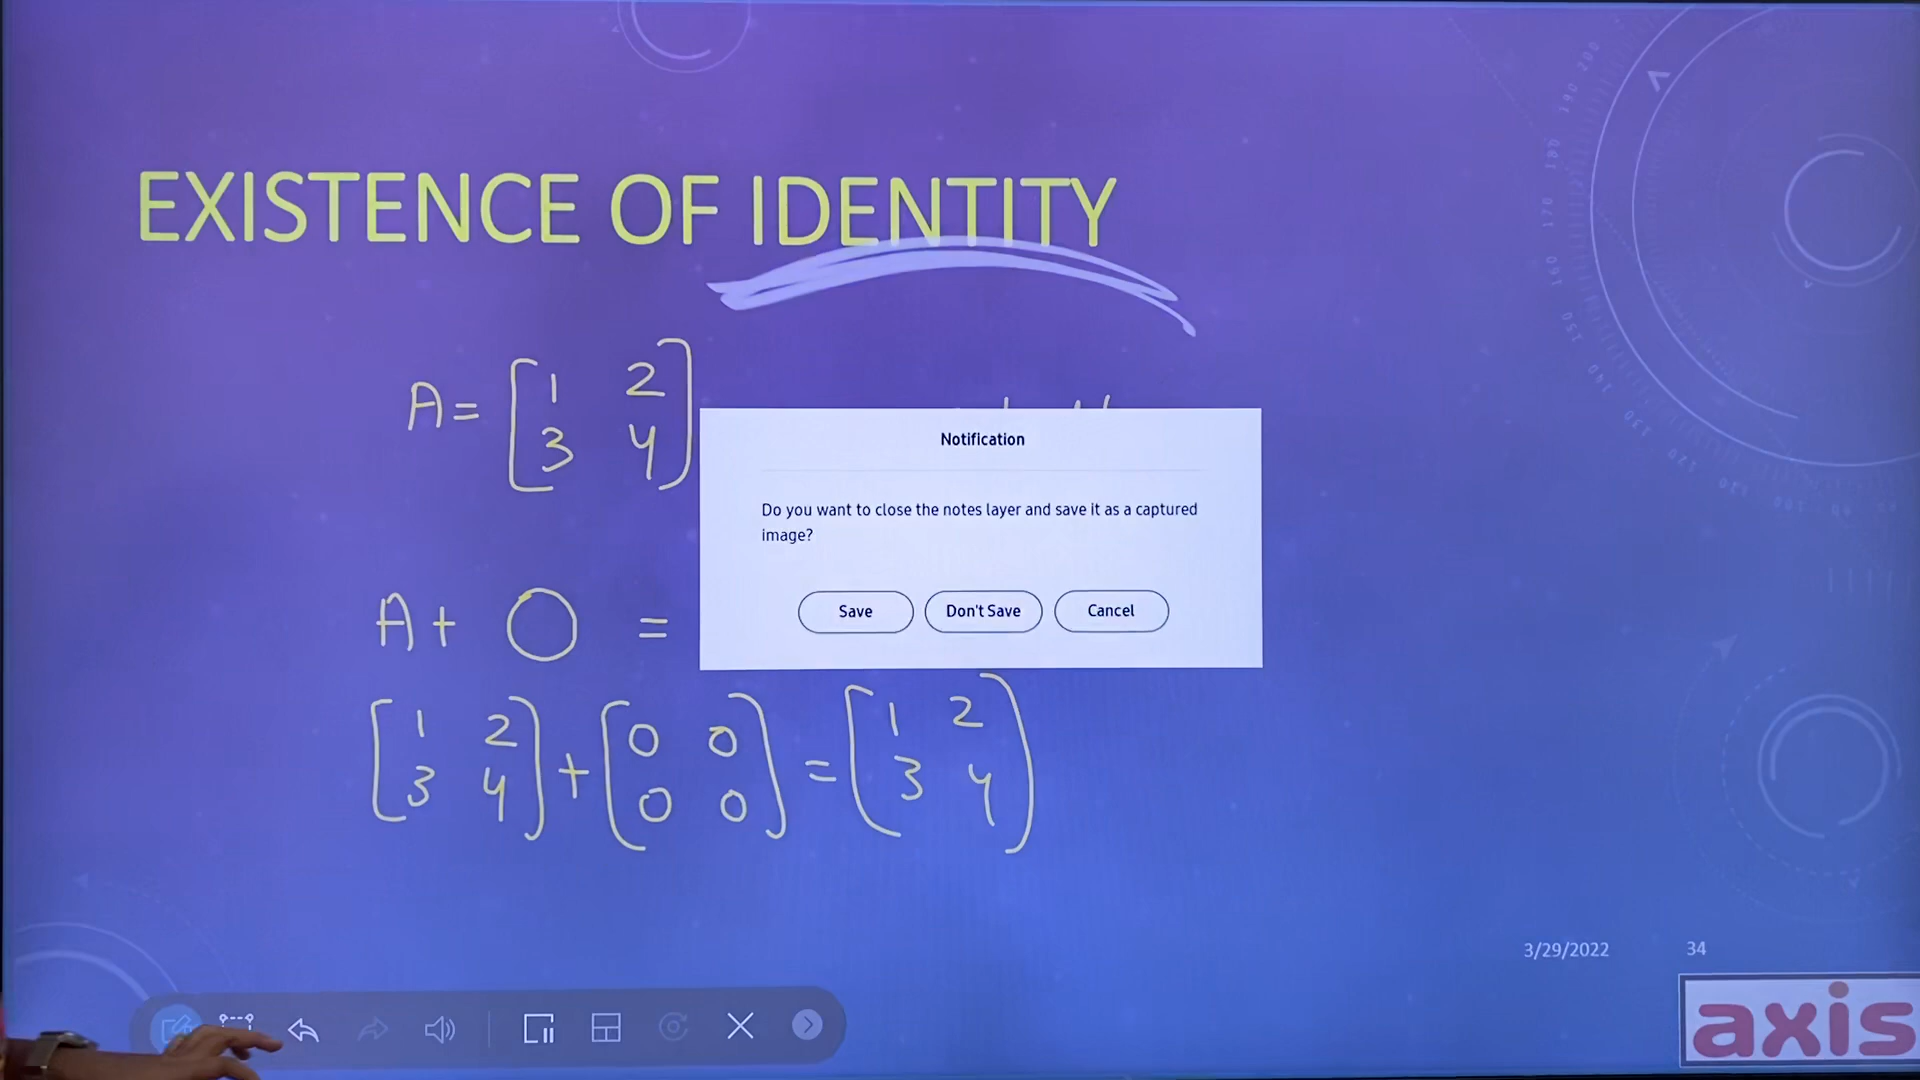 EXISTENCE OF IDENTITY
A = [1 2
3 4]
Notification
Do you want to close the notes layer and save it as a captured
image?
Save Don't Save Cancel
A + O =
[1 2 + [0 0 = [1 2
3 4] 0 0] 3 4]
3/29/2022 34
axis